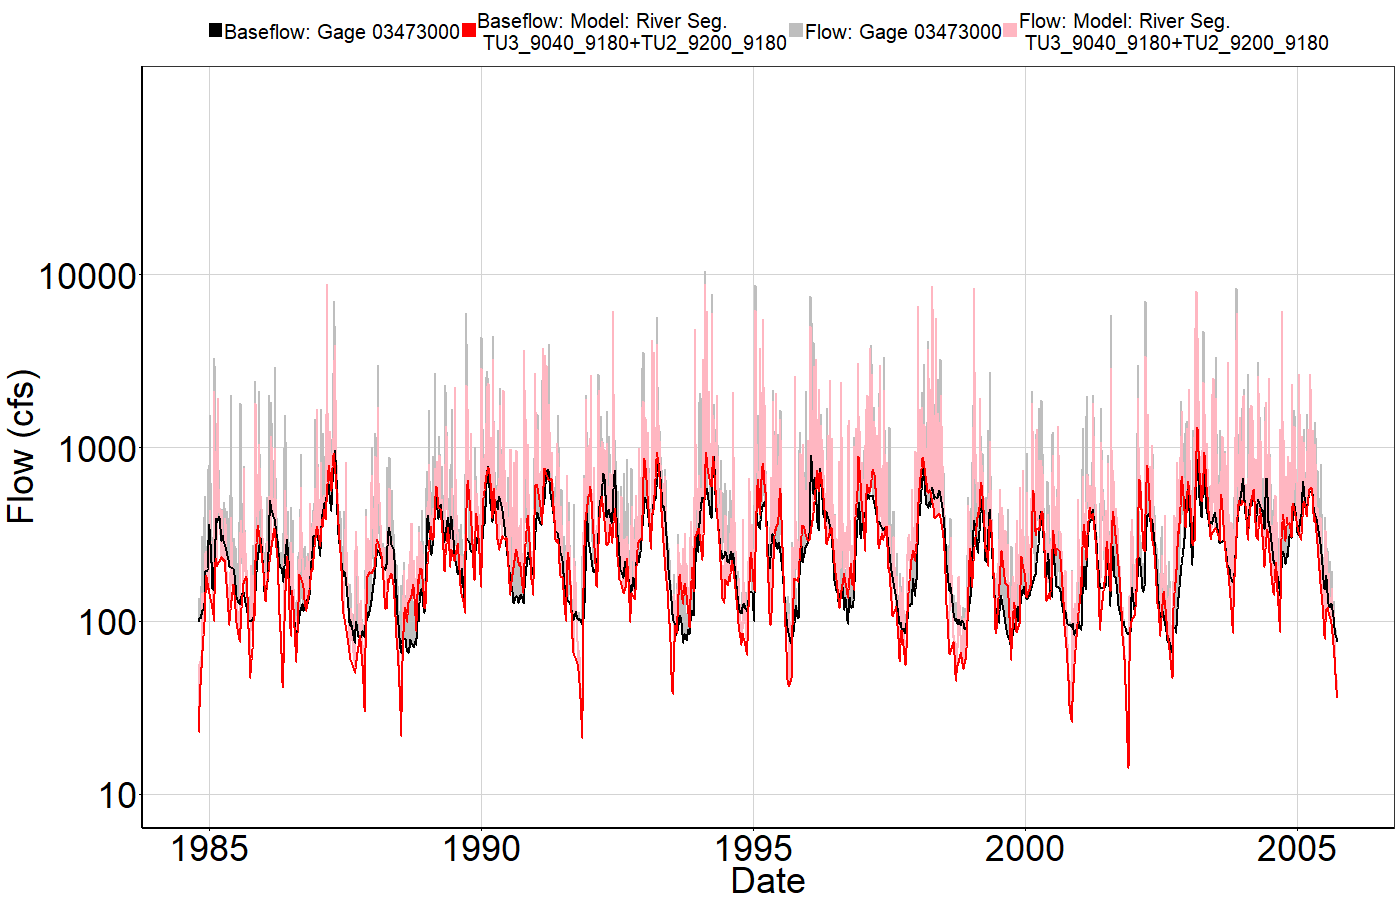 Baseflow: Gage 03473000
Baseflow: Model: River Seg.
TU3_9040_9180+TU2_9200_9180
Flow: Gage 03473000
Flow: Model: River Seg.
TU3_9040_9180+TU2_9200_9180
Flow (cfs)
10000
1000
100
10
1985
1990
1995
2000
2005
Date